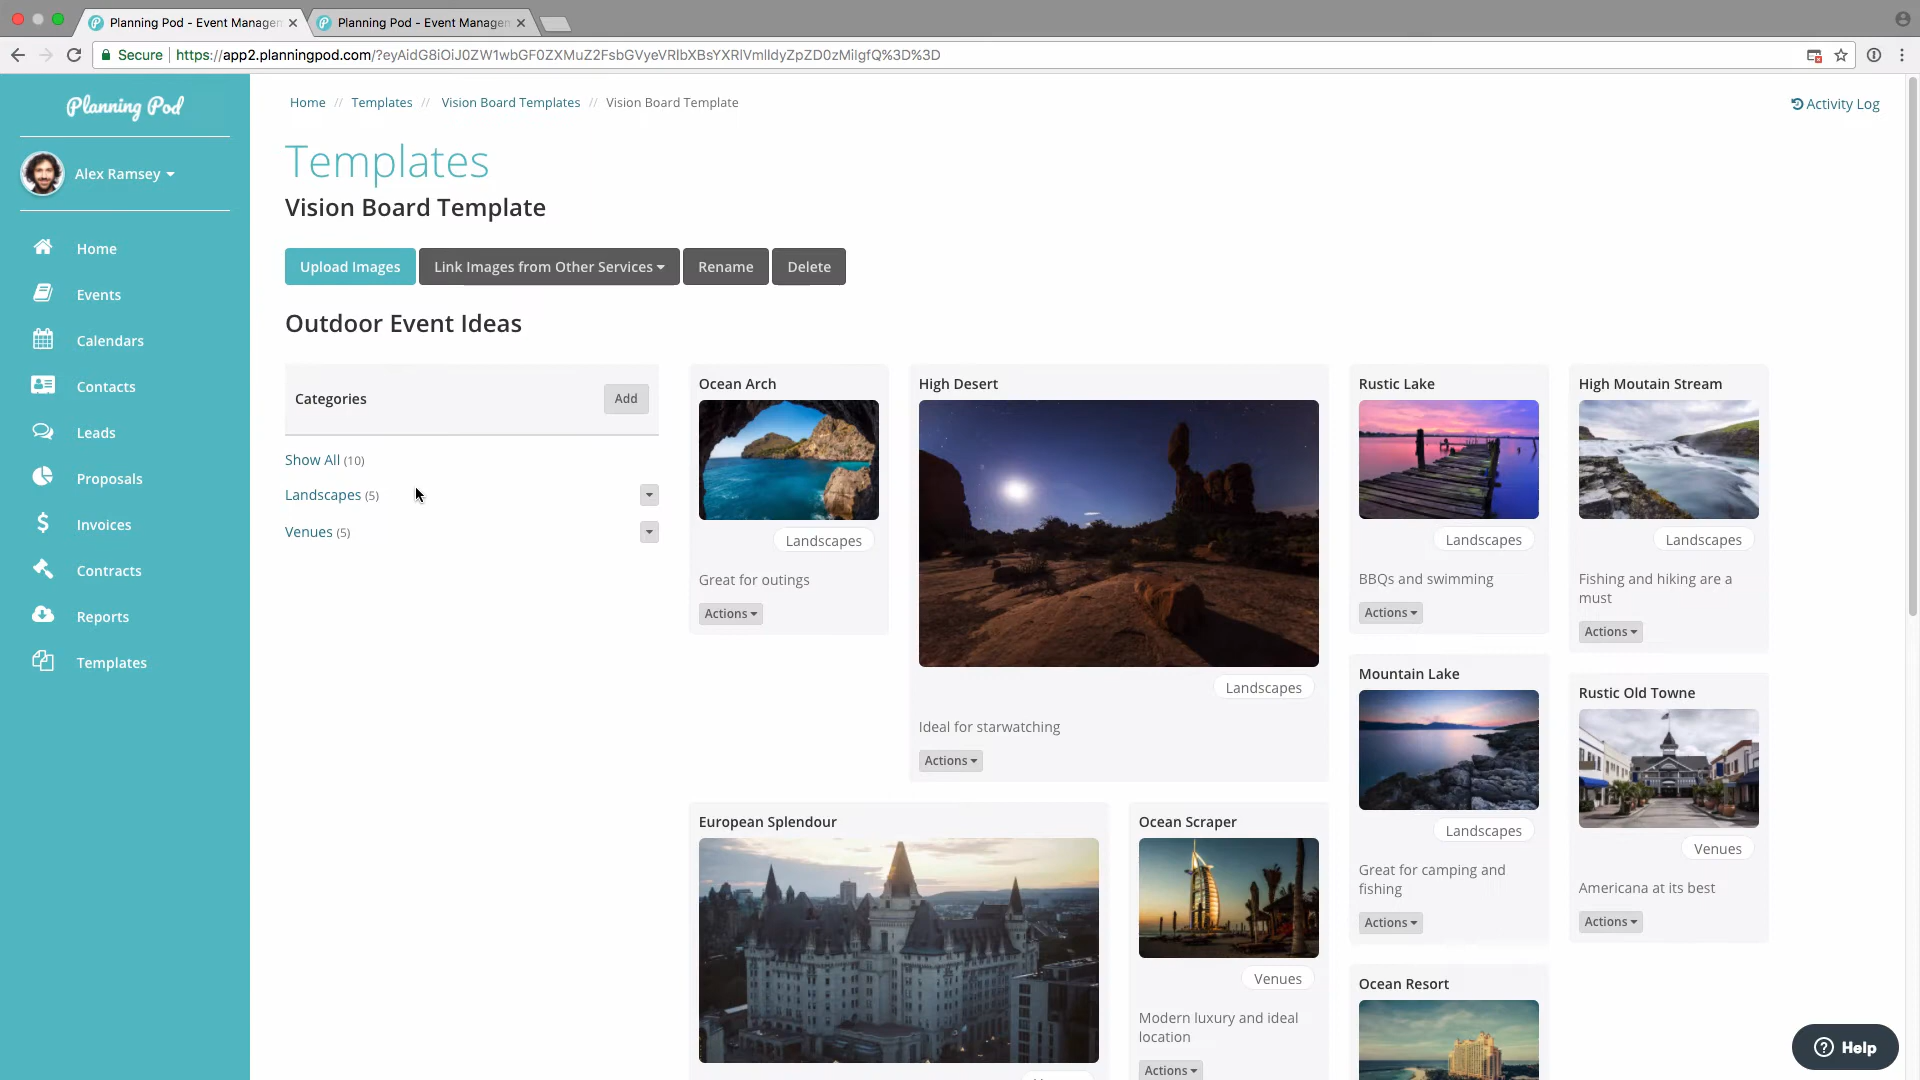 Planning Pod - Event Managem
Planning Pod - Event Managem
Secure
https://app2.planningpod.com/?eyAidG8iOiJ0ZW1wbGF0ZXMuZ2FsbGVyeVRlbXBsYXRlVmlldyZpZD0zMiIgfQ%3D%3D
Planning Pod
Alex Ramsey
Home
Events
Calendars
Contacts
Leads
Proposals
Invoices
Contracts
Reports
Templates
Home // Templates // Vision Board Templates // Vision Board Template
Activity Log
Templates
Vision Board Template
Upload Images
Link Images from Other Services
Rename
Delete
Outdoor Event Ideas
Categories
Add
Show All (10)
Landscapes (5)
Venues (5)
Ocean Arch
Landscapes
Great for outings
Actions
High Desert
Landscapes
Ideal for starwatching
Actions
Rustic Lake
Landscapes
BBQs and swimming
Actions
High Moutain Stream
Landscapes
Fishing and hiking are a
must
Actions
Mountain Lake
Landscapes
Great for camping and
fishing
Actions
Rustic Old Towne
Venues
Americana at its best
Actions
European Splendour
Ocean Scraper
Venues
Modern luxury and ideal
location
Actions
Ocean Resort
Help